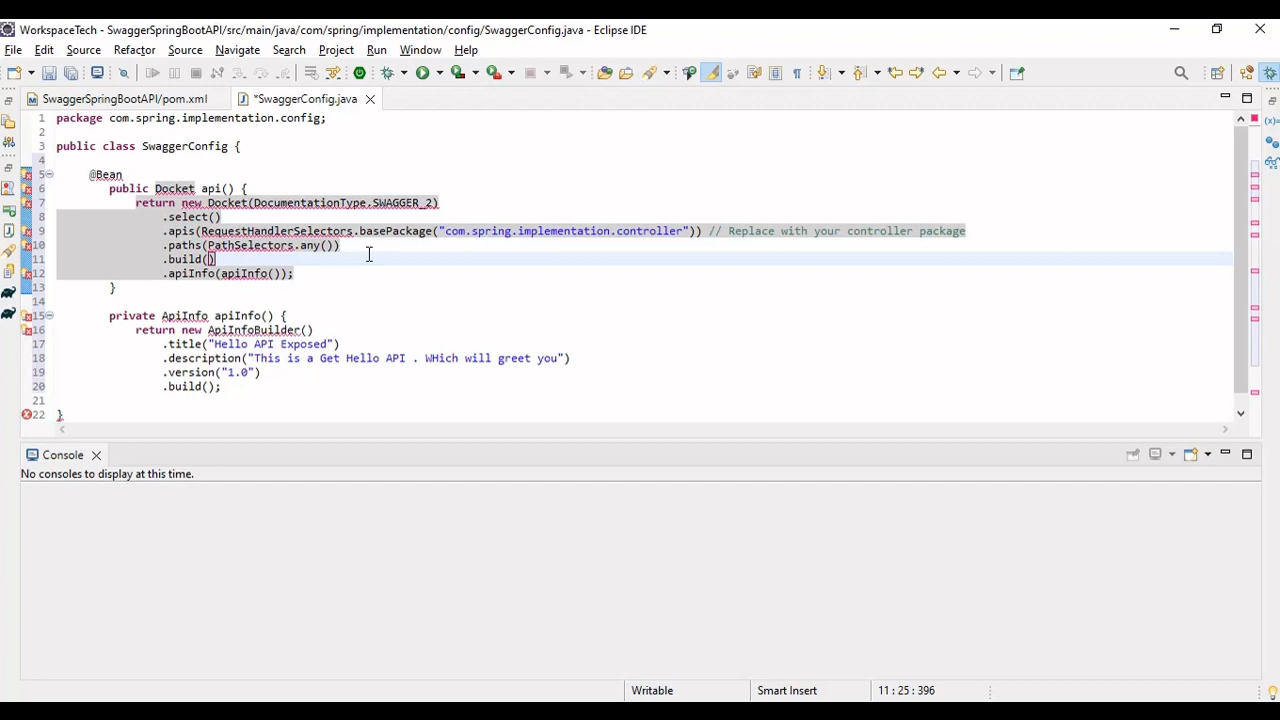 WorkspaceTech - SwaggerSpringBootAPI/src/main/java/com/spring/implementation/config/SwaggerConfig.java - Eclipse IDE
File Edit Source Refactor Source Navigate Search Project Run Window Help
SwaggerSpringBootAPI/pom.xml *SwaggerConfig.java
1 package com.spring.implementation.config;
2
3 public class SwaggerConfig {
4
5 @Bean
6 public Docket api() {
7 return new Docket(DocumentationType.SWAGGER_2)
8 .select()
9 .apis(RequestHandlerSelectors.basePackage("com.spring.implementation.controller")) // Replace with your controller package
10 .paths(PathSelectors.any())
11 .build()
12 .apiInfo(apiInfo());
13 }
14
15 private ApiInfo apiInfo() {
16 return new ApiInfoBuilder()
17 .title("Hello API Exposed")
18 .description("This is a Get Hello API . WHich will greet you")
19 .version("1.0")
20 .build();
21
22 }
Console
No consoles to display at this time.
Writable Smart Insert 11 : 25 : 396